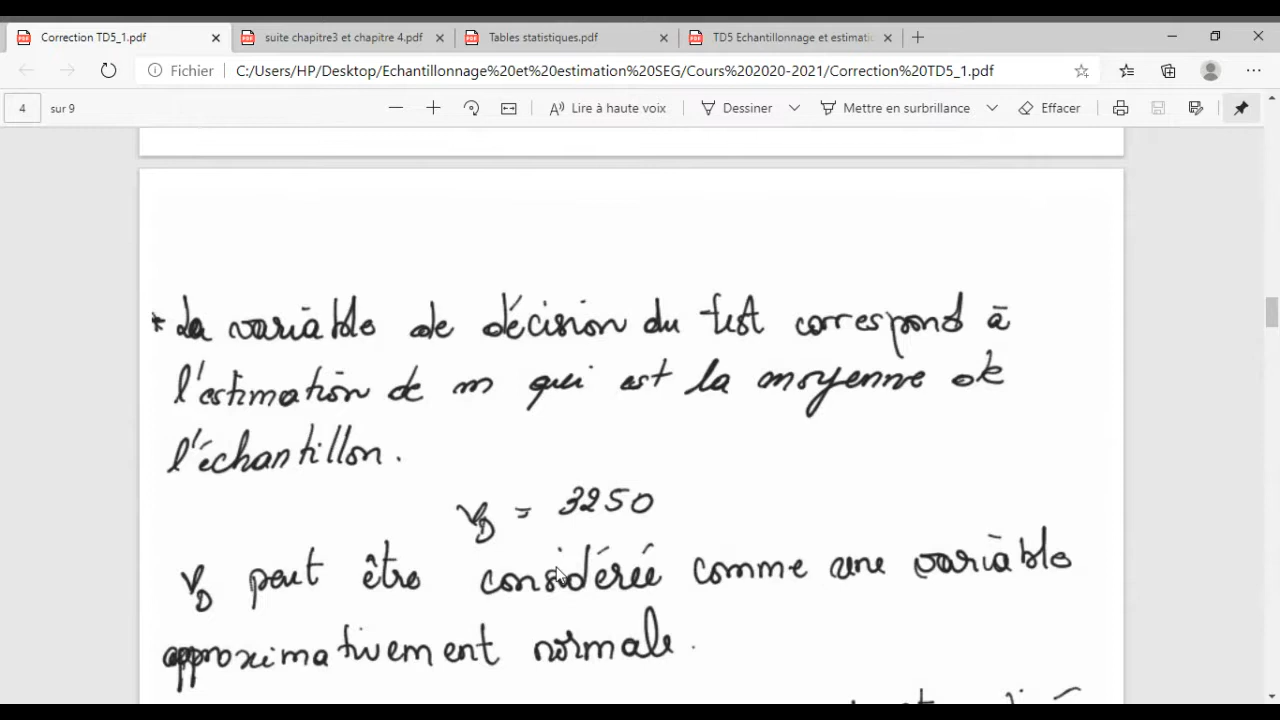 Correction TD5_1.pdf
suite chapitre3 et chapitre 4.pdf
Tables statistiques.pdf
TD5 Echantillonnage et estimati
Fichier
C:/Users/HP/Desktop/Echantillonnage%20et%20estimation%20SEG/Cours%202020-2021/Correction%20TD5_1.pdf
4 sur 9
Lire à haute voix
Dessiner
Mettre en surbrillance
Effacer
* La variable de décision du test correspond à
l'estimation de m qui est la moyenne de
l'échantillon.
V_D = 3250
V_D peut être considérée comme une variable
approximativement normale.